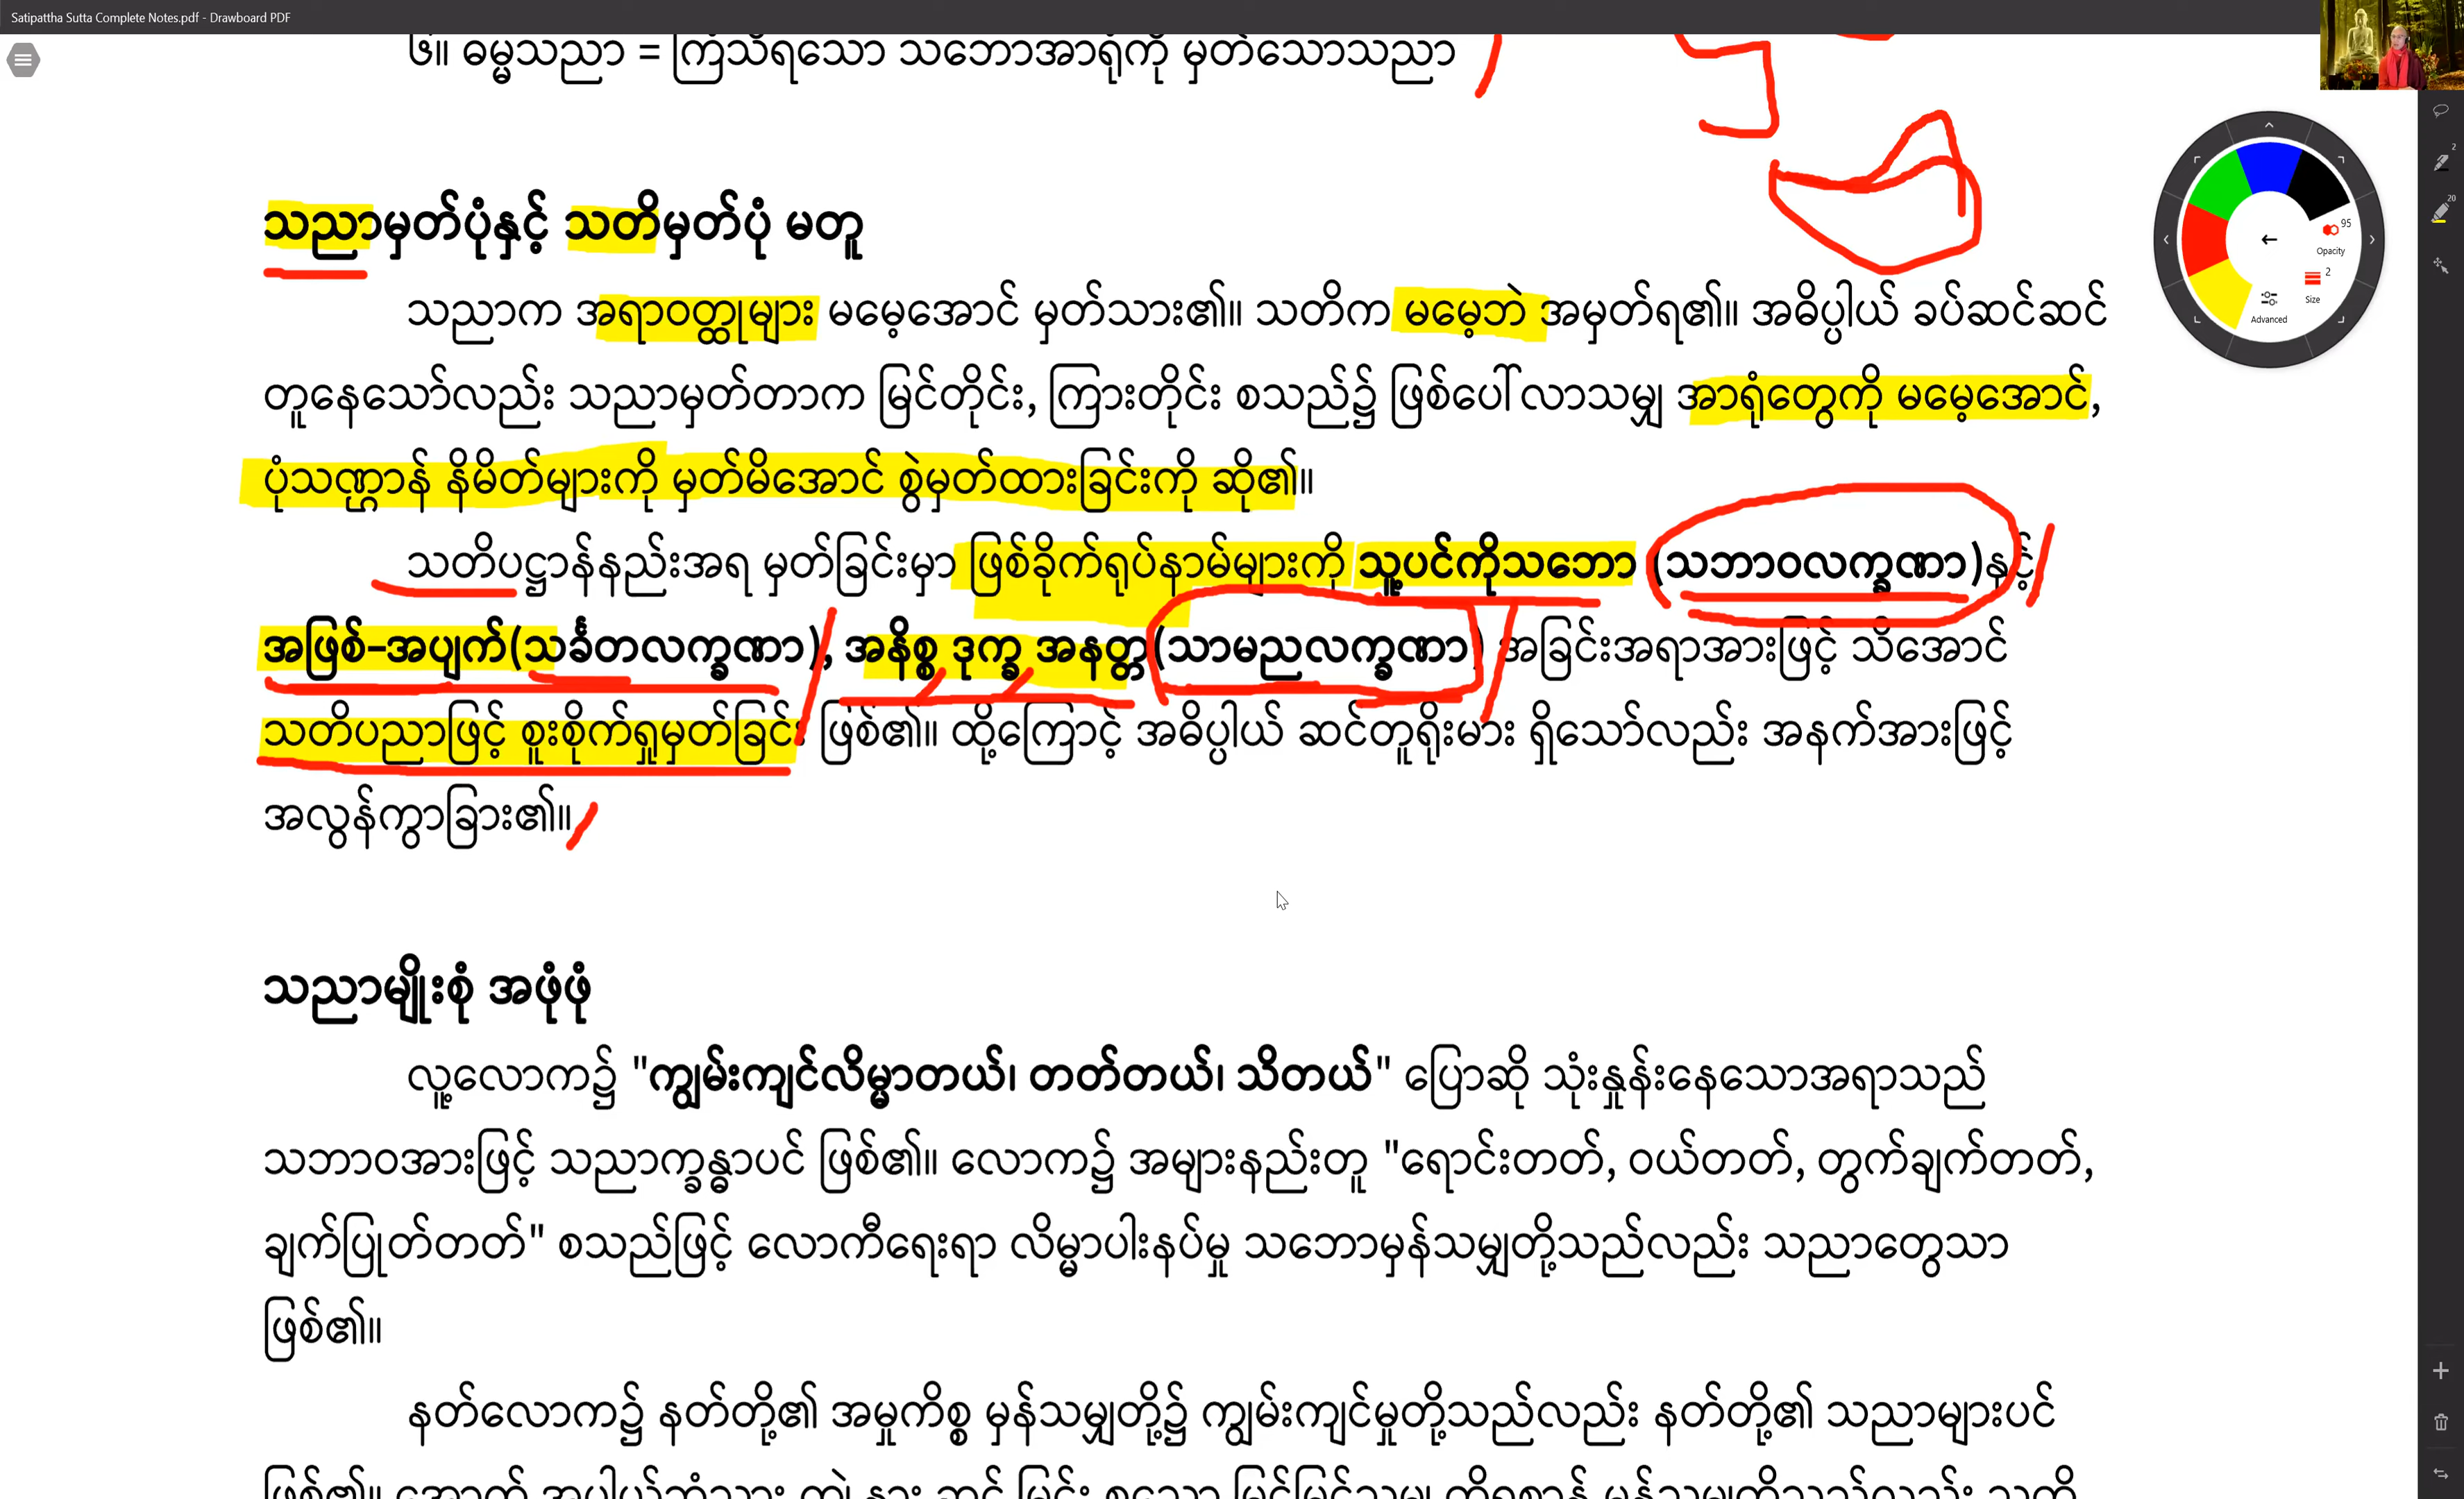 Satipattha Sutta Complete Notes.pdf - Drawboard PDF
၆။ ဓမ္မသညာ = ကြံသိရသော သဘောအာရုံကို မှတ်သောသညာ
သညာမှတ်ပုံနှင့် သတိမှတ်ပုံ မတူ
သညာက အရာဝတ္ထုများ မမေ့အောင် မှတ်သား၏။ သတိက မမေ့ဘဲ အမှတ်ရ၏။ အဓိပ္ပါယ် ခပ်ဆင်ဆင်
တူနေသော်လည်း သညာမှတ်တာက မြင်တိုင်း, ကြားတိုင်း စသည်၌ ဖြစ်ပေါ်လာသမျှ အာရုံတွေကို မမေ့အောင်,
ပုံသဏ္ဌာန် နိမိတ်များကို မှတ်မိအောင် စွဲမှတ်ထားခြင်းကို ဆို၏။
သတိပဋ္ဌာန်နည်းအရ မှတ်ခြင်းမှာ ဖြစ်ခိုက်ရုပ်နာမ်များကို သူ့ပင်ကိုသဘော (သဘာဝလက္ခဏာ)နှင့်
အဖြစ်-အပျက်(သင်္ခတလက္ခဏာ), အနိစ္စ ဒုက္ခ အနတ္တ(သာမညလက္ခဏာ) အခြင်းအရာအားဖြင့် သိအောင်
သတိပညာဖြင့် စူးစိုက်ရှုမှတ်ခြင်း ဖြစ်၏။ ထို့ကြောင့် အဓိပ္ပါယ် ဆင်တူရိုးမား ရှိသော်လည်း အနက်အားဖြင့်
အလွန်ကွာခြား၏။
သညာမျိုးစုံ အဖုံဖုံ
လူ့လောက၌ "ကျွမ်းကျင်လိမ္မာတယ်၊ တတ်တယ်၊ သိတယ်" ပြောဆို သုံးနှုန်းနေသောအရာသည်
သဘာဝအားဖြင့် သညာက္ခန္ဓာပင် ဖြစ်၏။ လောက၌ အများနည်းတူ "ရောင်းတတ်, ဝယ်တတ်, တွက်ချက်တတ်,
ချက်ပြုတ်တတ်" စသည်ဖြင့် လောကီရေးရာ လိမ္မာပါးနပ်မှု သဘောမှန်သမျှတို့သည်လည်း သညာတွေသာ
ဖြစ်၏။
နတ်လောက၌ နတ်တို့၏ အမှုကိစ္စ မှန်သမျှတို့၌ ကျွမ်းကျင်မှုတို့သည်လည်း နတ်တို့၏ သညာများပင်
95
Opacity
2
Size
Advanced
2
20